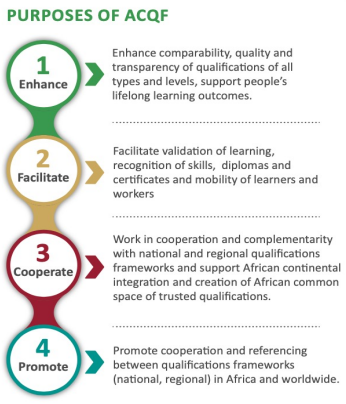 PURPOSES OF ACQF
1
Enhance
Enhance comparability, quality and
transparency of qualifications of all
types and levels, support people’s
lifelong learning outcomes.
2
Facilitate
Facilitate validation of learning,
recognition of skills, diplomas and
certificates and mobility of learners and
workers
3
Cooperate
Work in cooperation and complementarity
with national and regional qualifications
frameworks and support African continental
integration and creation of African common
space of trusted qualifications.
4
Promote
Promote cooperation and referencing
between qualifications frameworks
(national, regional) in Africa and worldwide.